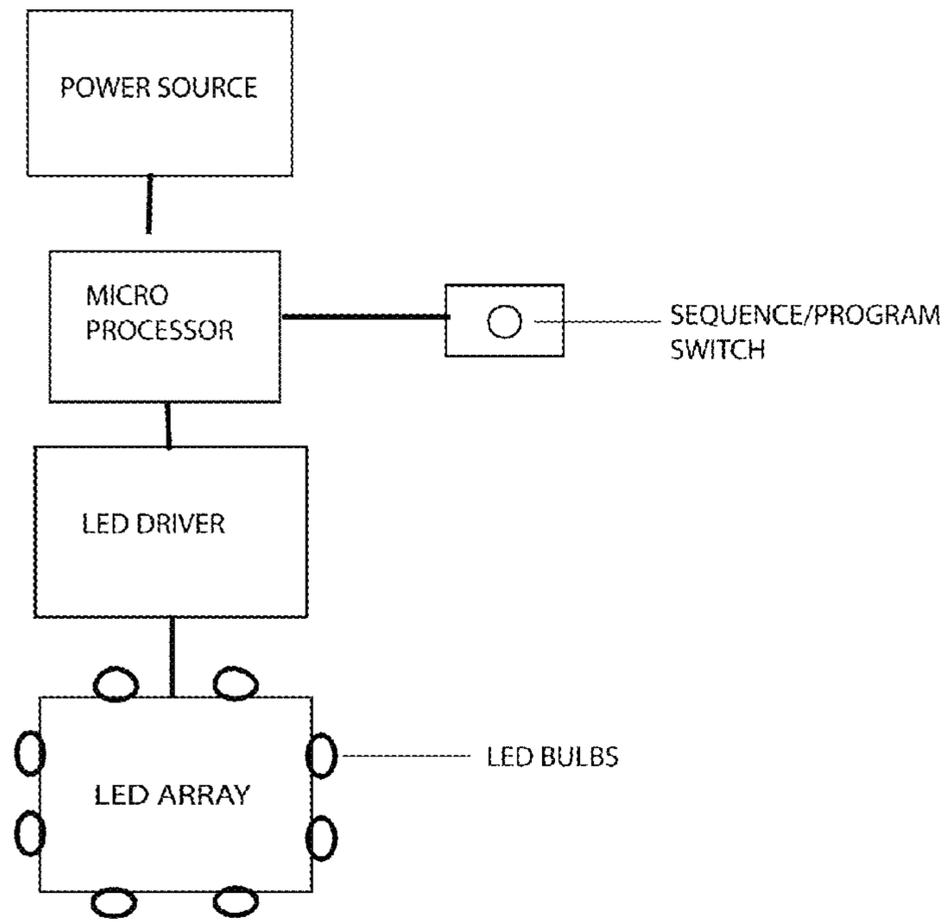 POWER SOURCE
MICRO
PROCESSOR
SEQUENCE/PROGRAM
SWITCH
LED DRIVER
LED BULBS
LED ARRAY